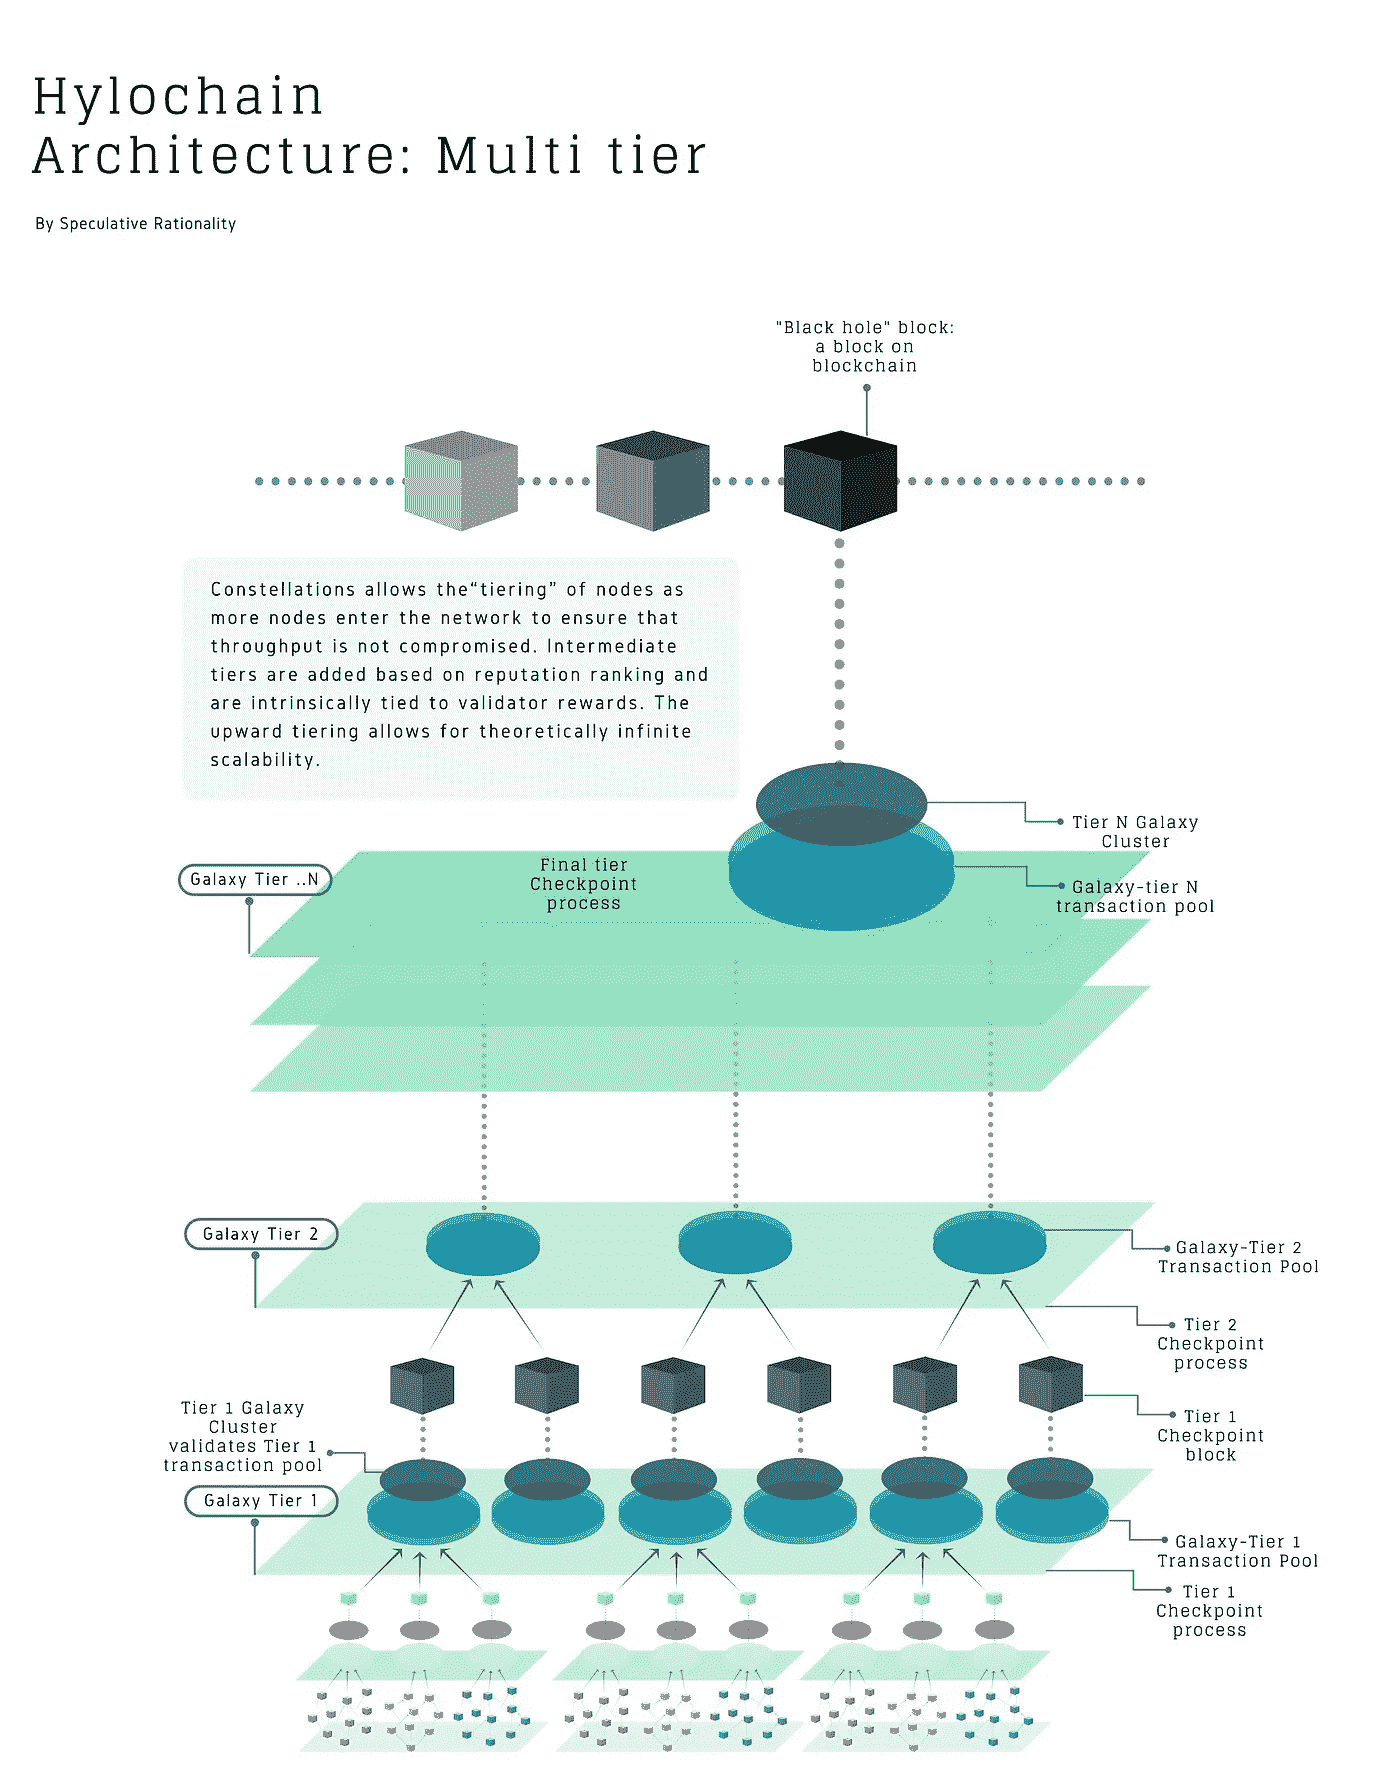 Hylochain
Architecture: Multi tier
By Speculative Rationality
"Black hole" block:
a block on
blockchain
Constellations allows the“tiering” of nodes as
more nodes enter the network to ensure that
throughput is not compromised. Intermediate
tiers are added based on reputation ranking and
are intrinsically tied to validator rewards. The
upward tiering allows for theoretically infinite
scalability.
Tier N Galaxy
Cluster
Galaxy Tier ..N
Final tier
Checkpoint
process
Galaxy-tier N
transaction pool
Galaxy Tier 2
Galaxy-Tier 2
Transaction Pool
Tier 2
Checkpoint
process
Tier 1 Galaxy
Cluster
validates Tier 1
transaction pool
Tier 1
Checkpoint
block
Galaxy Tier 1
Galaxy-Tier 1
Transaction Pool
Tier 1
Checkpoint
process